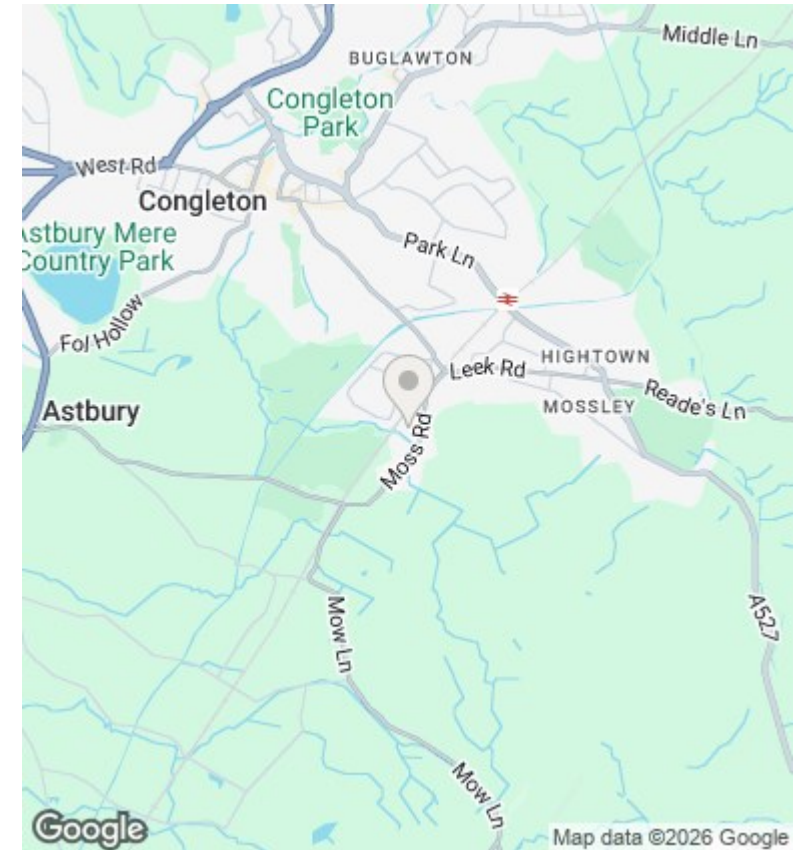 Middle Ln
BUGLAWTON
Congleton
Park
West Rd
Congleton
Astbury Mere
Country Park
Park Ln
Fol Hollow
HIGHTOWN
Leek Rd
Reade's Ln
MOSSLEY
Astbury
Moss Rd
A527
Mow Ln
Mow Ln
Google
Map data ©2026 Google